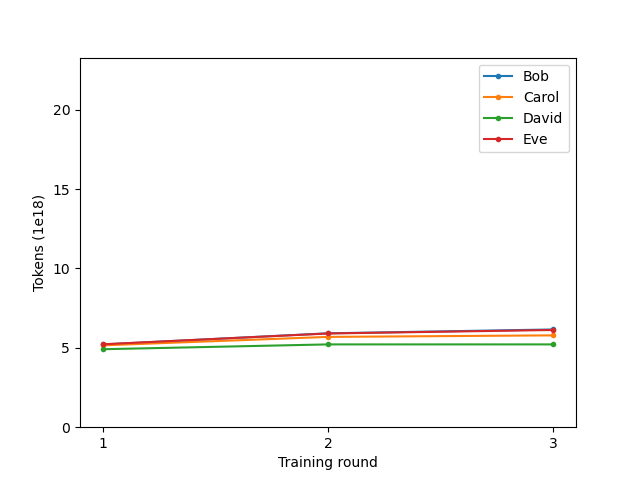 Bob
Carol
David
Eve
20
15
10
5
0
Tokens (1e18)
1 2 3
Training round